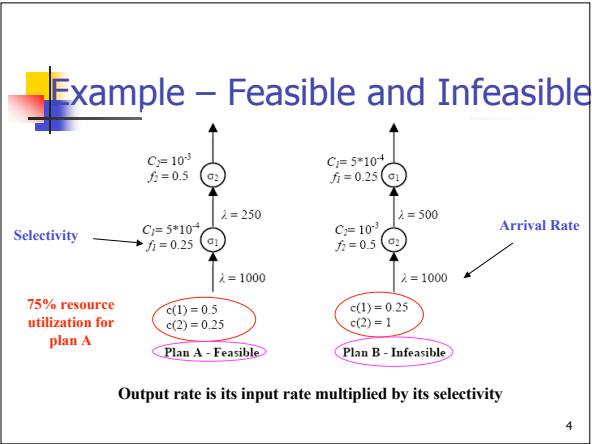 Example – Feasible and Infeasible
C₂= 10⁻³
f₂ = 0.5
σ₂
λ = 250
C₁= 5*10⁻⁴
f₁ = 0.25
σ₁
λ = 1000
c(1) = 0.5
c(2) = 0.25
Plan A - Feasible
Selectivity
75% resource
utilization for
plan A
C₁= 5*10⁻⁴
f₁ = 0.25
σ₁
λ = 500
C₂= 10⁻³
f₂ = 0.5
σ₂
λ = 1000
c(1) = 0.25
c(2) = 1
Plan B - Infeasible
Arrival Rate
Output rate is its input rate multiplied by its selectivity
4